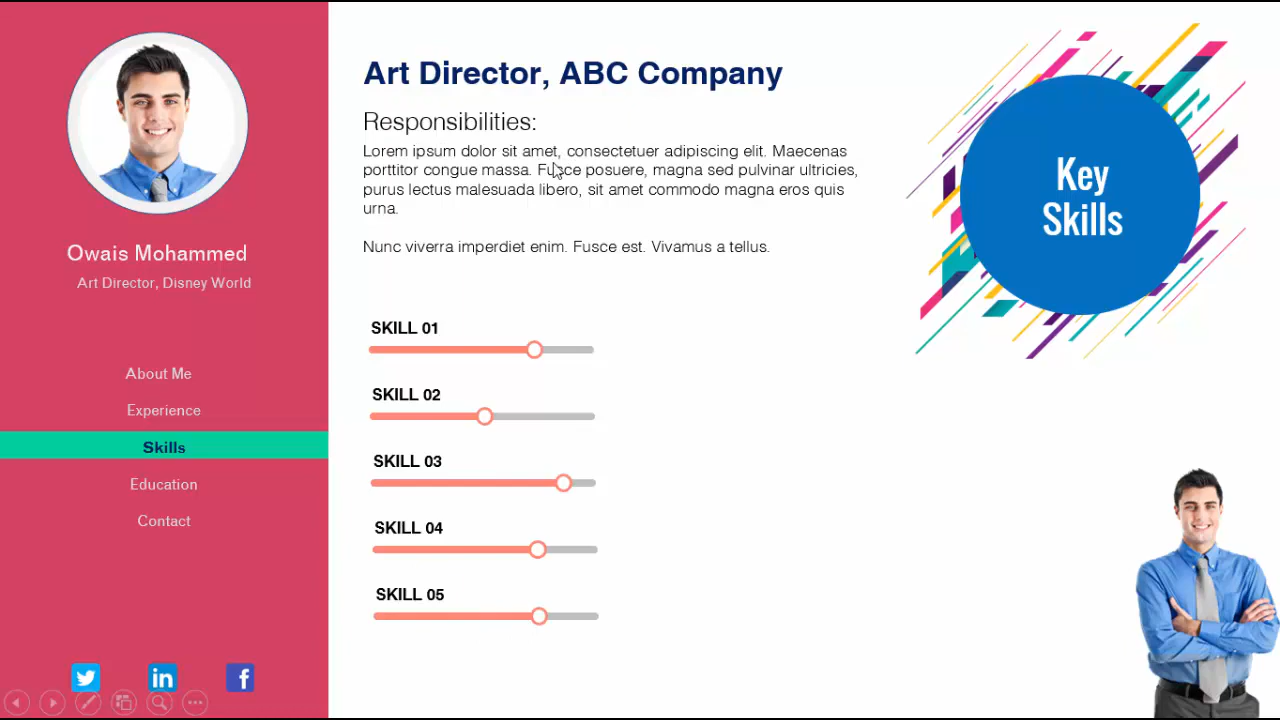 Owais Mohammed
Art Director, Disney World
About Me
Experience
Skills
Education
Contact
in
f
Art Director, ABC Company
Responsibilities:
Lorem ipsum dolor sit amet, consectetuer adipiscing elit. Maecenas
porttitor congue massa. Fusce posuere, magna sed pulvinar ultricies,
purus lectus malesuada libero, sit amet commodo magna eros quis
urna.
Nunc viverra imperdiet enim. Fusce est. Vivamus a tellus.
SKILL 01
SKILL 02
SKILL 03
SKILL 04
SKILL 05
Key
Skills